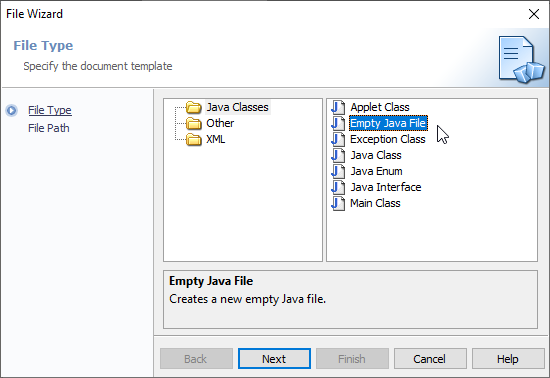 File Wizard
File Type
Specify the document template
File Type
File Path
Java Classes
Other
XML
Applet Class
Empty Java File
Exception Class
Java Class
Java Enum
Java Interface
Main Class
Empty Java File
Creates a new empty Java file.
Back
Next
Finish
Cancel
Help